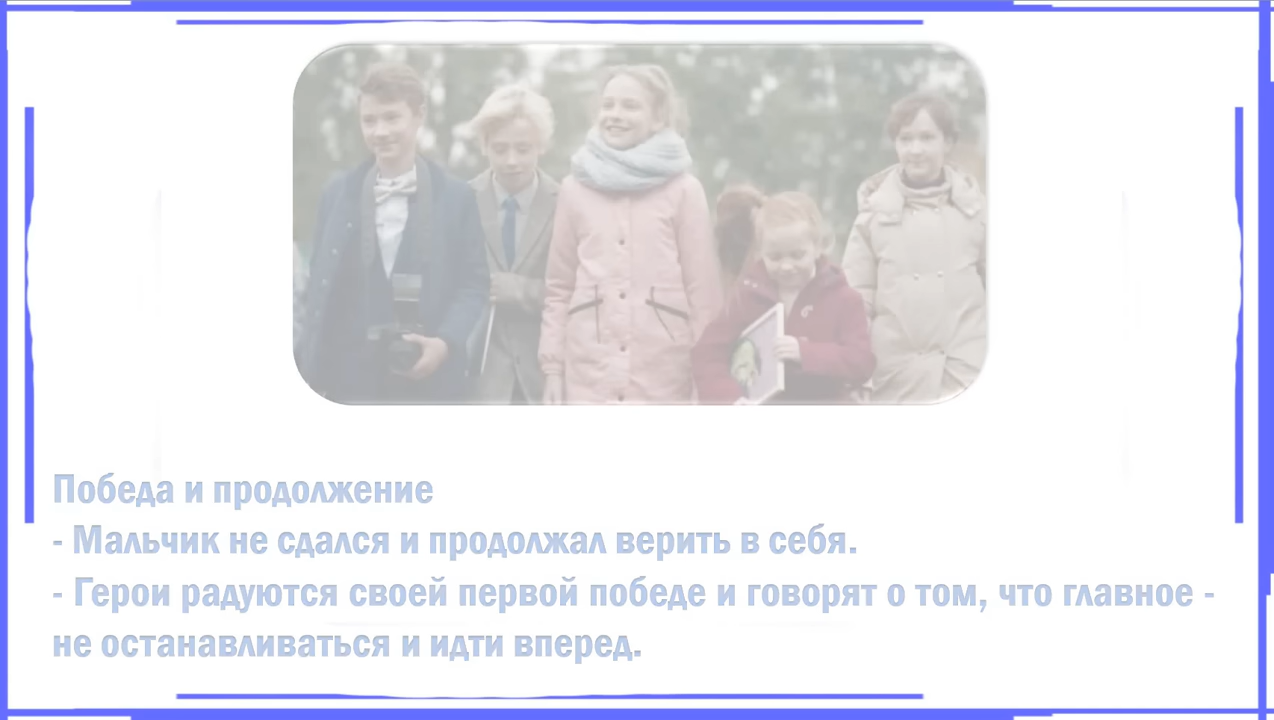 Победа и продолжение
- Мальчик не сдался и продолжал верить в себя.
- Герои радуются своей первой победе и говорят о том, что главное -
не останавливаться и идти вперед.